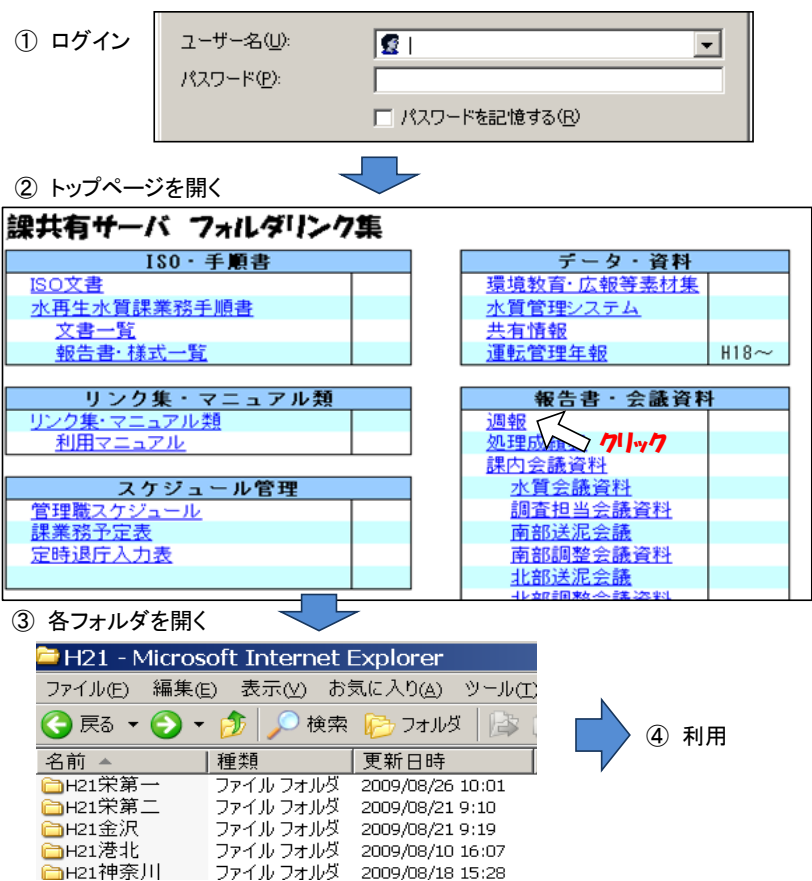 ① ログイン
ユーザー名(U):
パスワード(P):
パスワードを記憶する(R)
② トップページを開く
課共有サーバ フォルダリンク集
ISO・手順書
ISO文書
水再生水質課業務手順書
文書一覧
報告書・様式一覧
データ・資料
環境教育・広報等素材集
水質管理システム
共有情報
運転管理年報 H18～
リンク集・マニュアル類
リンク集・マニュアル類
利用マニュアル
スケジュール管理
管理職スケジュール
課業務予定表
定時退庁入力表
報告書・会議資料
週報
クリック
処理成績
課内会議資料
水質会議資料
調査担当会議資料
南部送泥会議
南部調整会議資料
北部送泥会議
北部調整会議資料
③ 各フォルダを開く
H21 - Microsoft Internet Explorer
ファイル(E) 編集(E) 表示(V) お気に入り(A) ツール(T)
戻る 検索 フォルダ
名前 種類 更新日時
H21栄第一 ファイル フォルダ 2009/08/26 10:01
H21栄第二 ファイル フォルダ 2009/08/21 9:10
H21金沢 ファイル フォルダ 2009/08/21 9:19
H21港北 ファイル フォルダ 2009/08/10 16:07
H21神奈川 ファイル フォルダ 2009/08/18 15:28
④ 利用